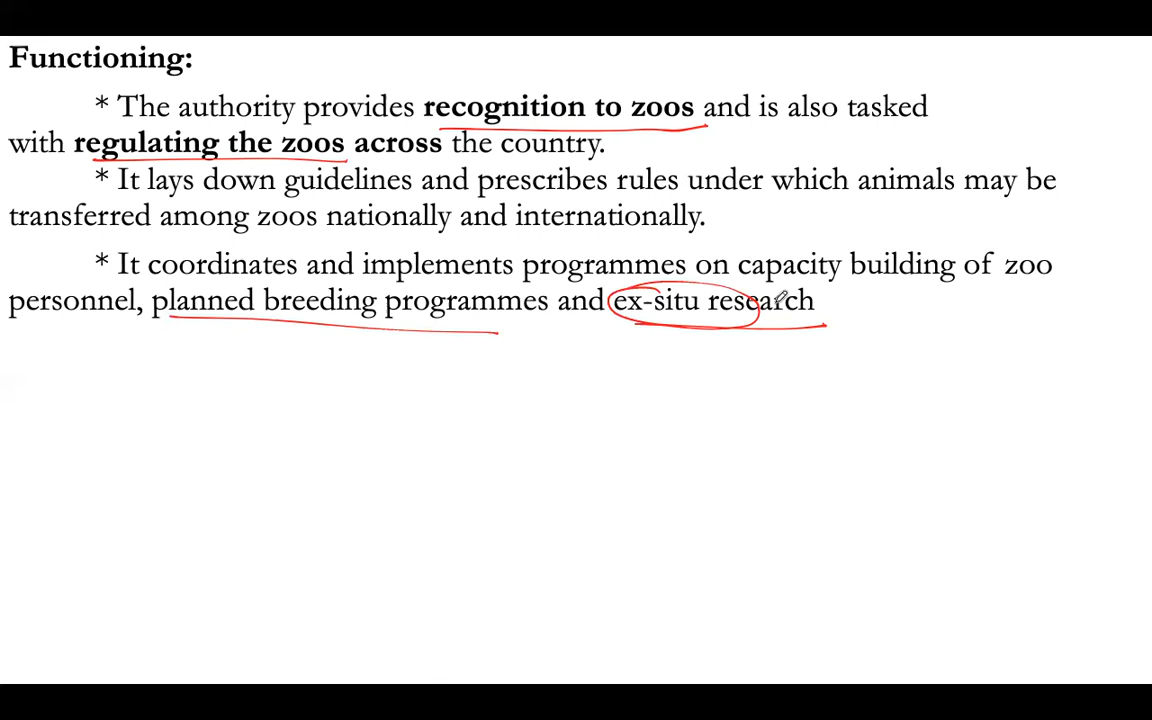 Functioning:
* The authority provides recognition to zoos and is also tasked
with regulating the zoos across the country.
* It lays down guidelines and prescribes rules under which animals may be
transferred among zoos nationally and internationally.
* It coordinates and implements programmes on capacity building of zoo
personnel, planned breeding programmes and ex-situ research